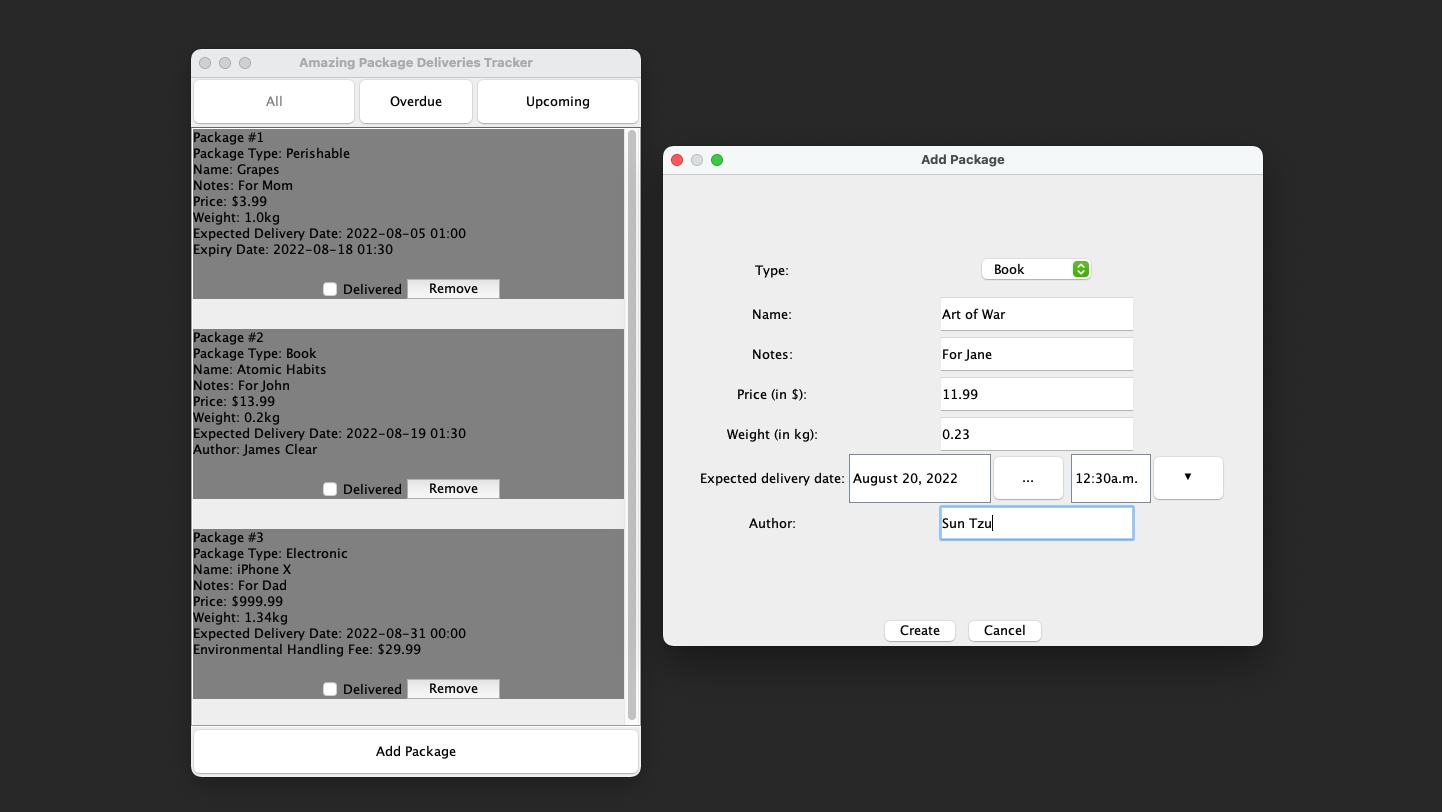 Amazing Package Deliveries Tracker
All Overdue Upcoming
Package #1
Package Type: Perishable
Name: Grapes
Notes: For Mom
Price: $3.99
Weight: 1.0kg
Expected Delivery Date: 2022-08-05 01:00
Expiry Date: 2022-08-18 01:30
Delivered Remove
Package #2
Package Type: Book
Name: Atomic Habits
Notes: For John
Price: $13.99
Weight: 0.2kg
Expected Delivery Date: 2022-08-19 01:30
Author: James Clear
Delivered Remove
Package #3
Package Type: Electronic
Name: iPhone X
Notes: For Dad
Price: $999.99
Weight: 1.34kg
Expected Delivery Date: 2022-08-31 00:00
Environmental Handling Fee: $29.99
Delivered Remove
Add Package
Add Package
Type: Book
Name: Art of War
Notes: For Jane
Price (in $): 11.99
Weight (in kg): 0.23
Expected delivery date: August 20, 2022 ... 12:30a.m. ▼
Author: Sun Tzu
Create Cancel